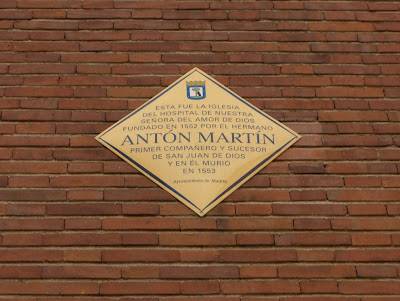 ESTA FUE LA IGLESIA
DEL HOSPITAL DE NUESTRA
SEÑORA DEL AMOR DE DIOS
FUNDADO EN 1552 POR EL HERMANO
ANTÓN MARTÍN
PRIMER COMPAÑERO Y SUCESOR
DE SAN JUAN DE DIOS
Y EN ÉL MURIÓ
EN 1553
Ayuntamiento de Madrid